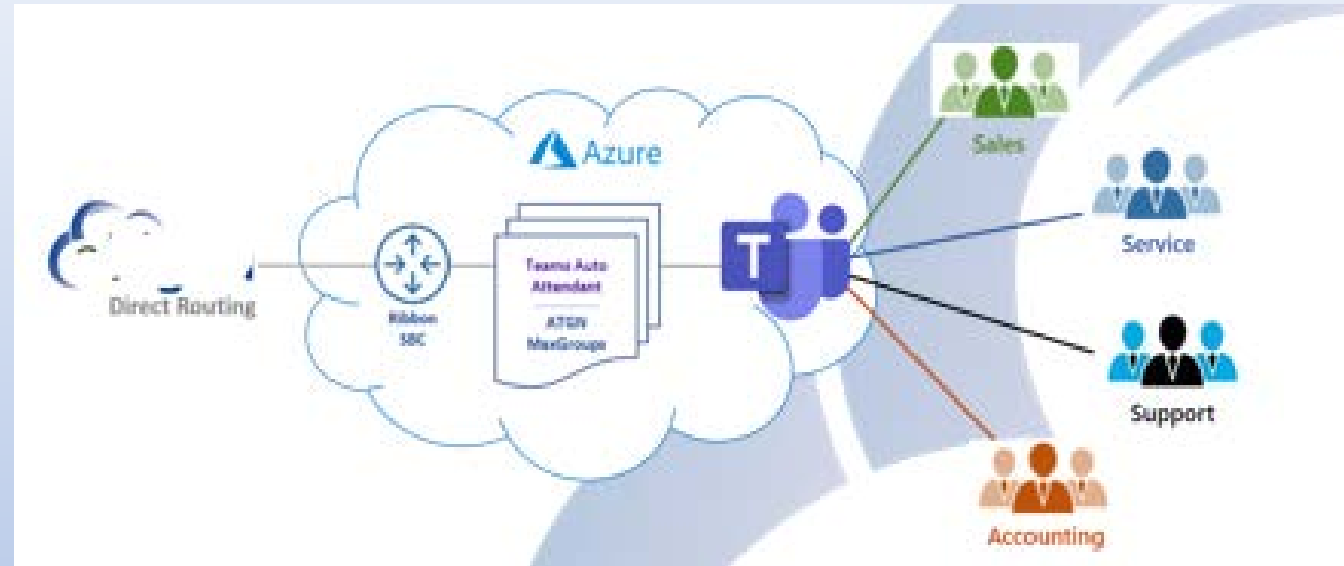 Azure
Sales
Service
Direct Routing
Ribbon
SBC
Teams Auto
Attendant
ATGN
MaxGroups
T
Support
Accounting